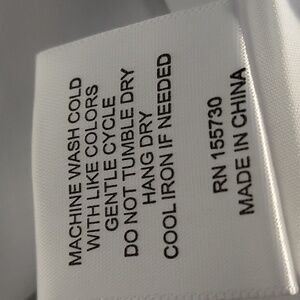 MACHINE WASH COLD
WITH LIKE COLORS
GENTLE CYCLE
DO NOT TUMBLE DRY
HANG DRY
COOL IRON IF NEEDED
RN 155730
MADE IN CHINA